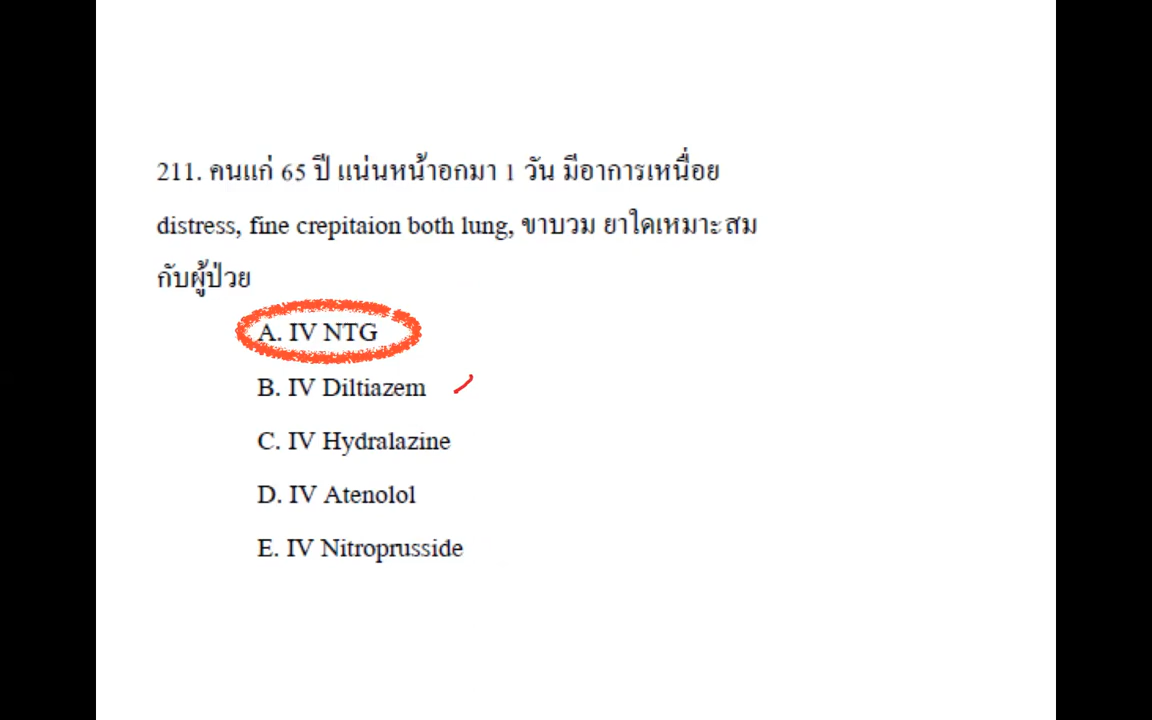 211. คนแก่ 65 ปี แน่นหน้าอกมา 1 วัน มีอาการเหนื่อย
distress, fine crepitaion both lung, ขาบวม ยาใดเหมาะสม
กับผู้ป่วย
A. IV NTG
B. IV Diltiazem
C. IV Hydralazine
D. IV Atenolol
E. IV Nitroprusside